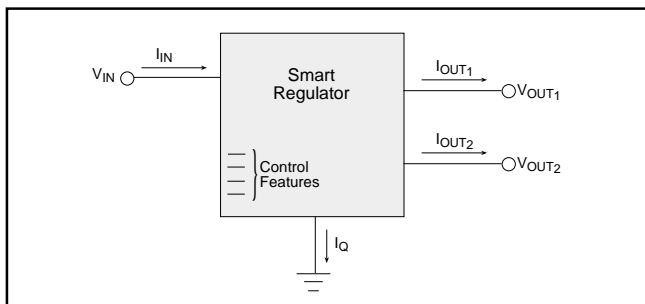 I_IN
V_IN
Smart
Regulator
I_OUT1
V_OUT1
I_OUT2
V_OUT2
Control
Features
I_Q